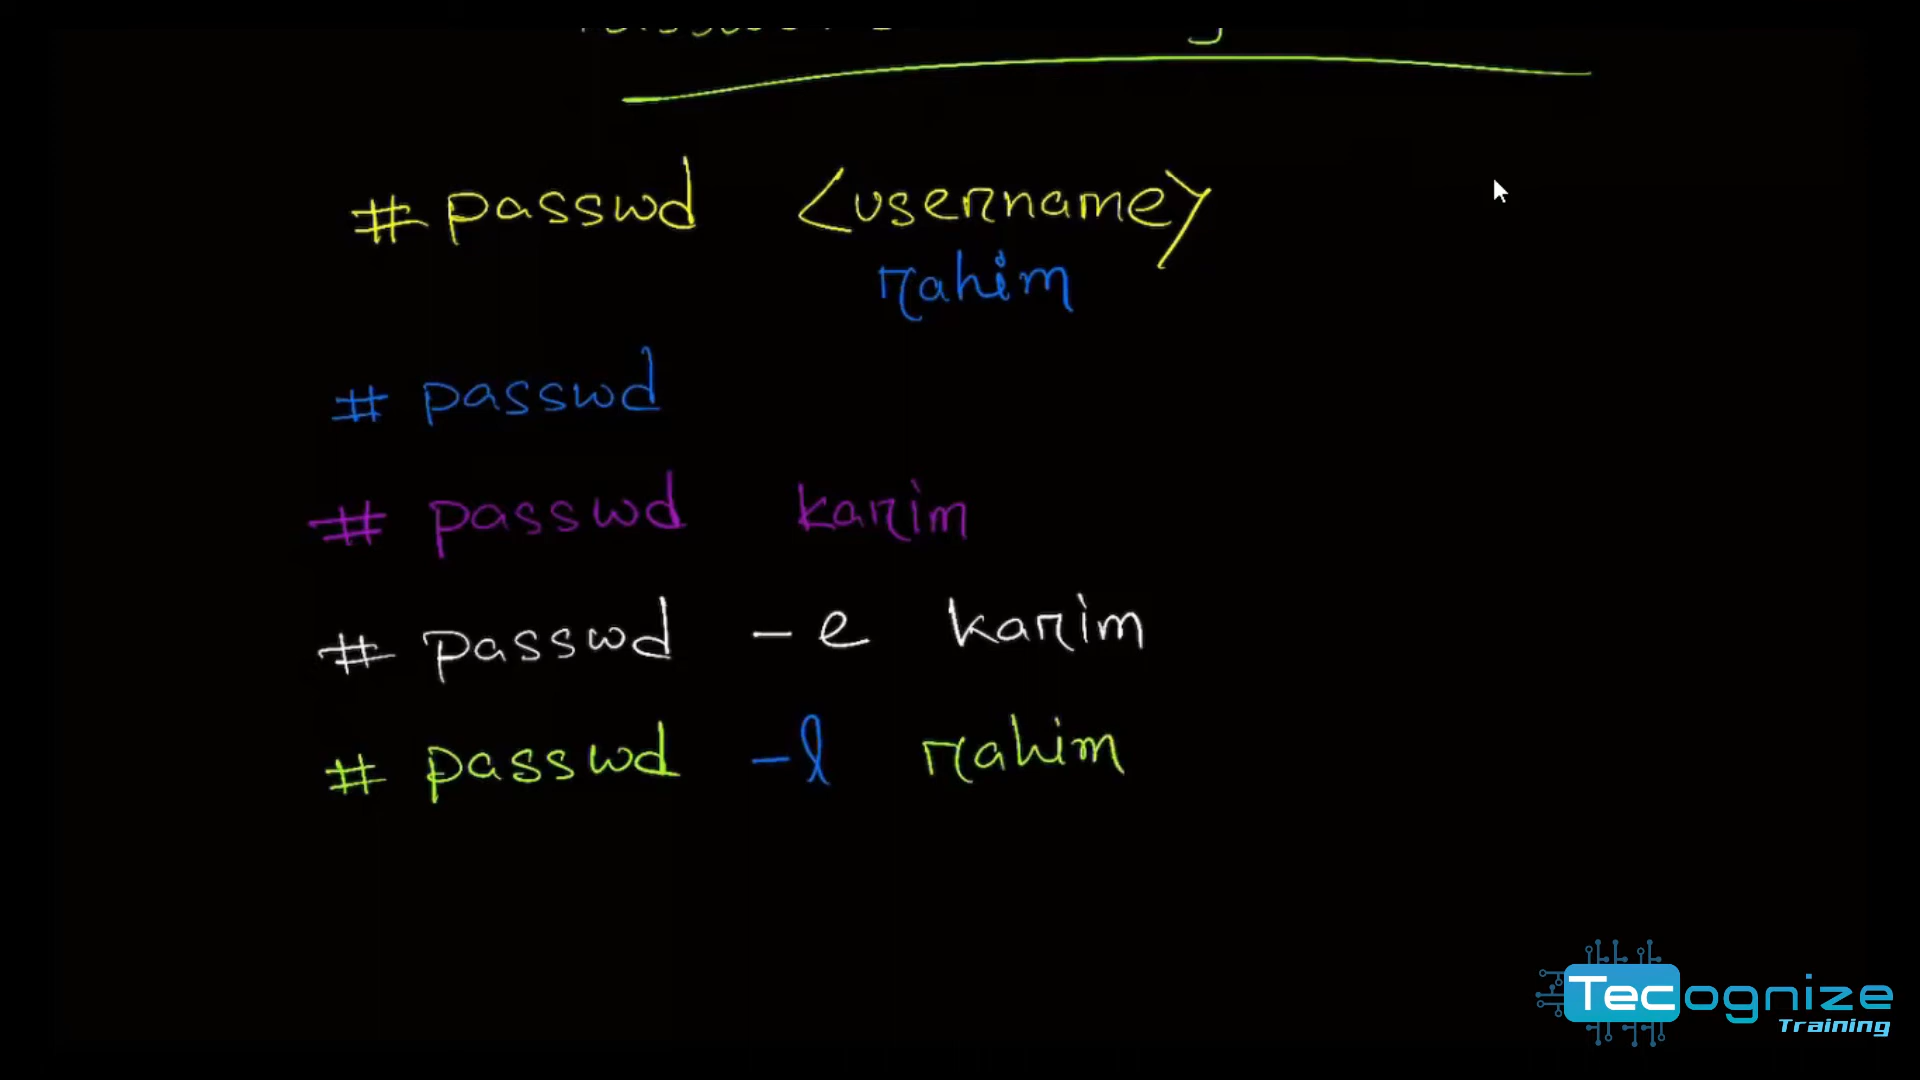 # passwd <username>
rahim
# passwd
# passwd karim
# passwd -e karim
# passwd -l rahim
Tecognize
Training